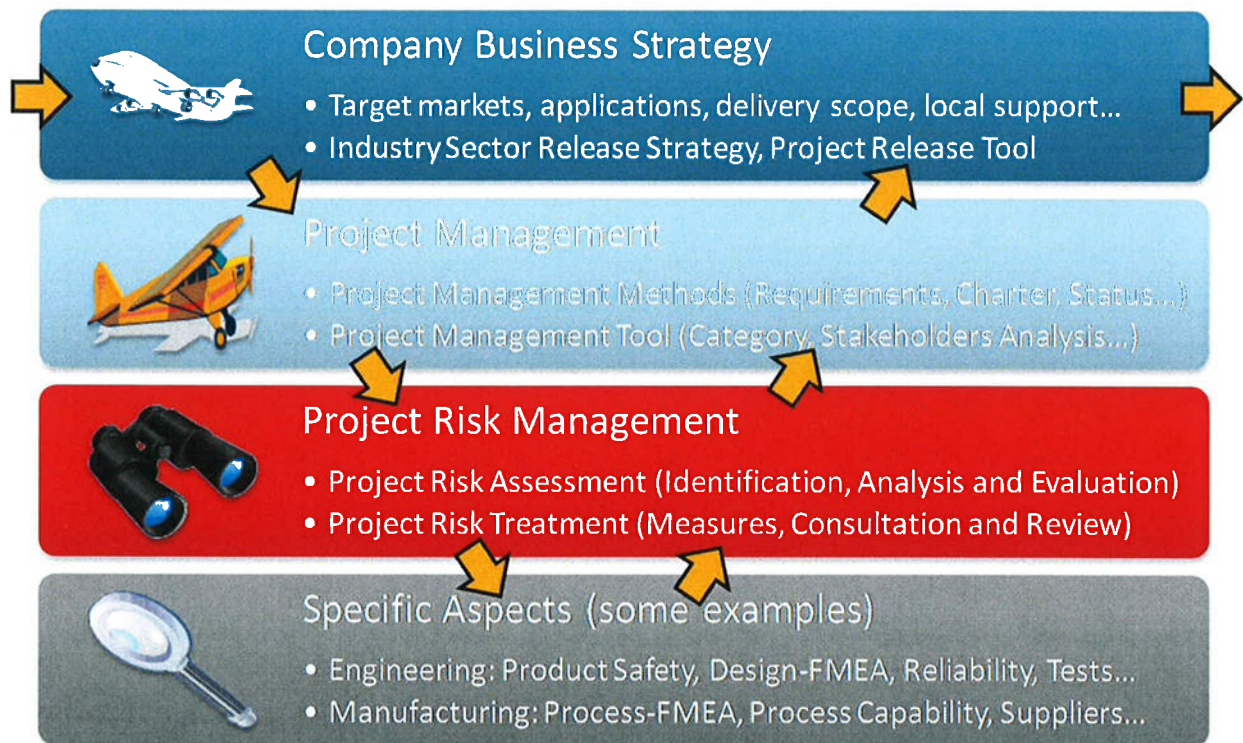 Company Business Strategy
• Target markets, applications, delivery scope, local support...
• Industry Sector Release Strategy, Project Release Tool
Project Management
• Project Management Methods (Requirements, Charter, Status...)
• Project Management Tool (Category, Stakeholders Analysis...)
Project Risk Management
• Project Risk Assessment (Identification, Analysis and Evaluation)
• Project Risk Treatment (Measures, Consultation and Review)
Specific Aspects (some examples)
• Engineering: Product Safety, Design-FMEA, Reliability, Tests...
• Manufacturing: Process-FMEA, Process Capability, Suppliers...